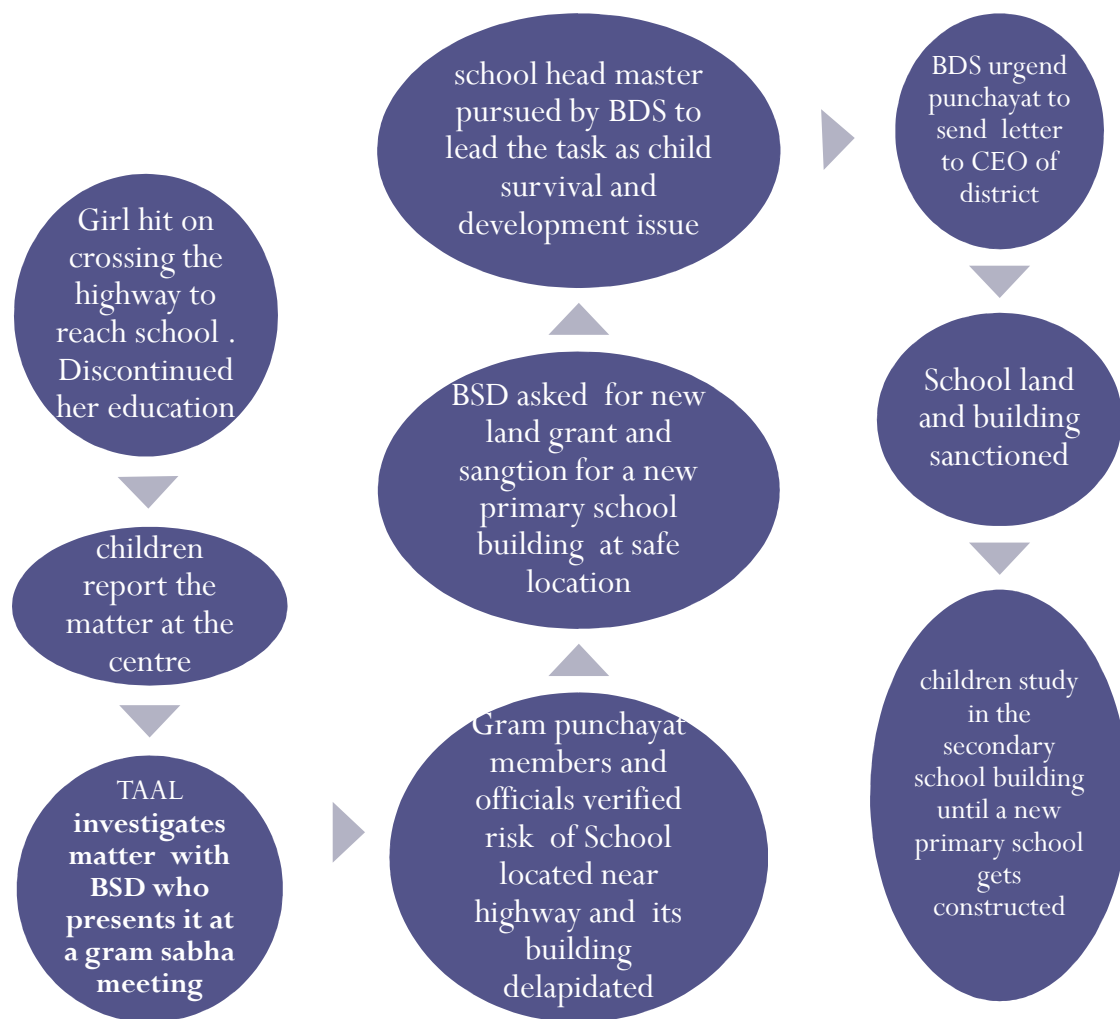 Girl hit on
crossing the
highway to
reach school .
Discontinued
her education
children
report the
matter at the
centre
TAAL
investigates
matter with
BSD who
presents it at
a gram sabha
meeting
Gram punchayat
members and
officials verified
risk of School
located near
highway and its
building
delapidated
BSD asked for new
land grant and
sangtion for a new
primary school
building at safe
location
school head master
pursued by BDS to
lead the task as child
survival and
development issue
BDS urgend
punchayat to
send letter
to CEO of
district
School land
and building
sanctioned
children study
in the
secondary
school building
until a new
primary school
gets
constructed